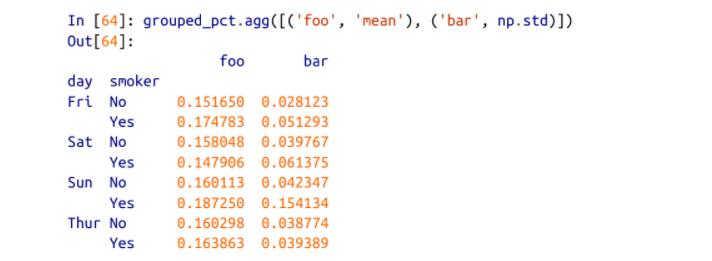 In [64]: grouped_pct.agg([('foo', 'mean'), ('bar', np.std)])
Out[64]:
foo bar
day smoker
Fri No 0.151650 0.028123
Yes 0.174783 0.051293
Sat No 0.158048 0.039767
Yes 0.147906 0.061375
Sun No 0.160113 0.042347
Yes 0.187250 0.154134
Thur No 0.160298 0.038774
Yes 0.163863 0.039389